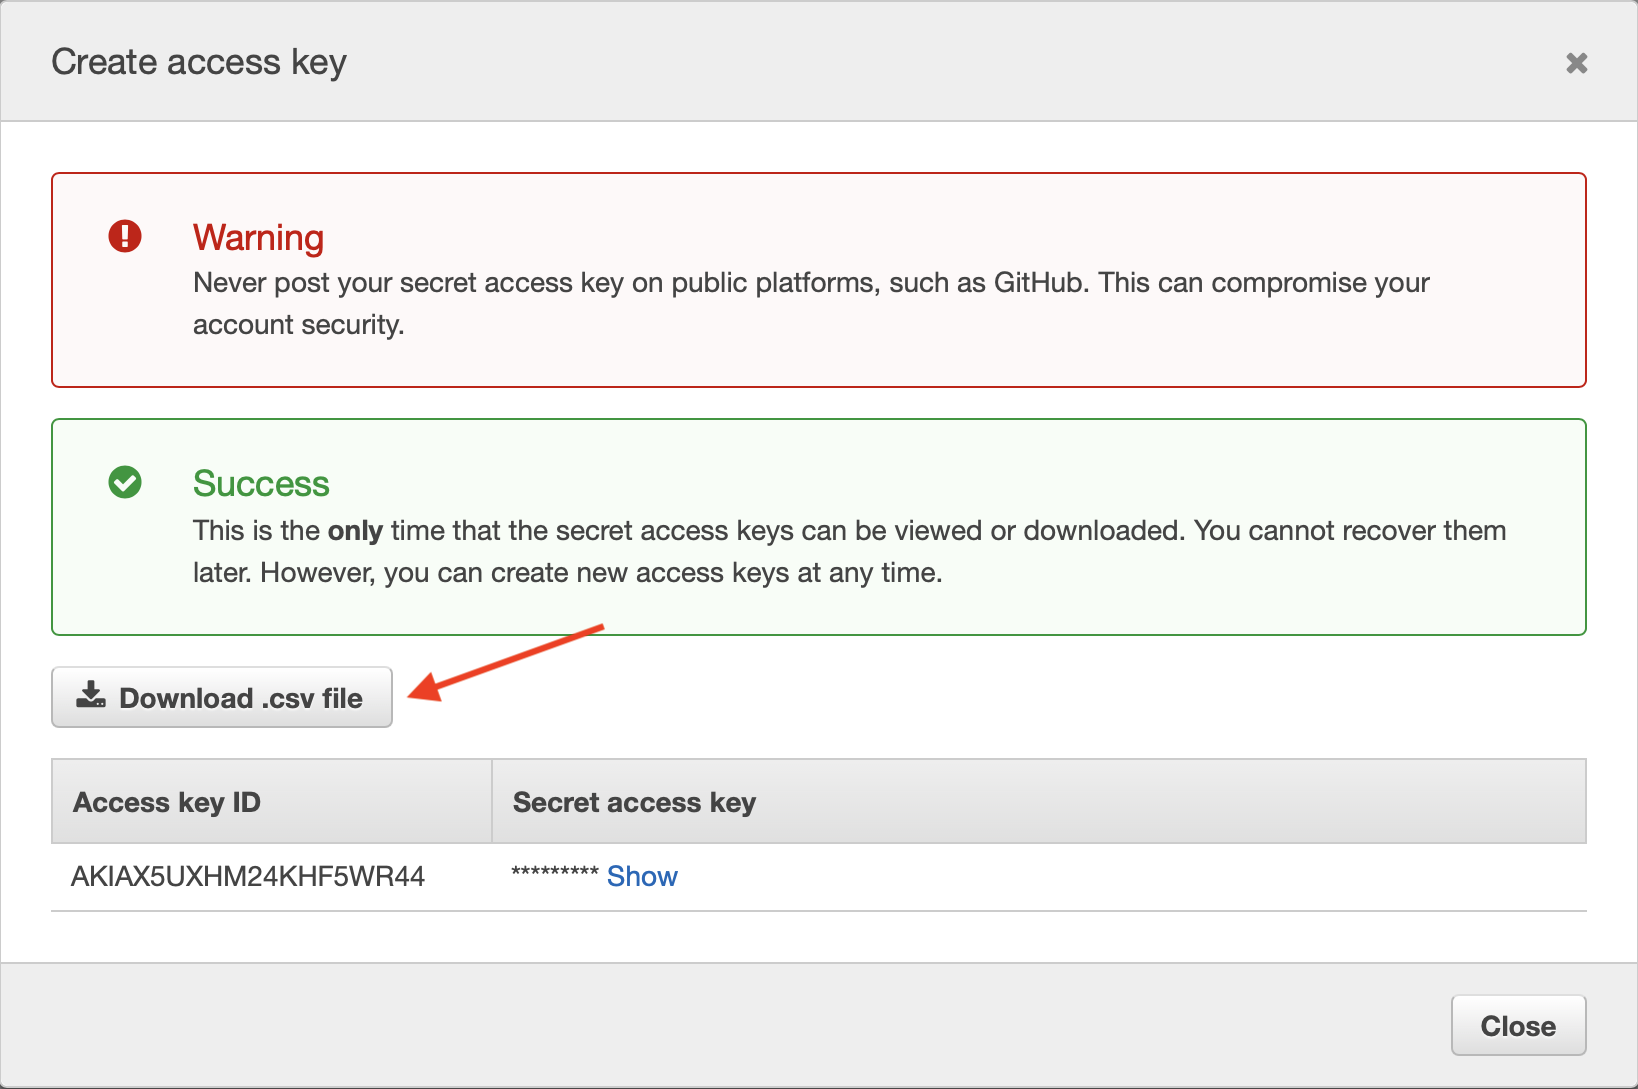 Create access key
Warning
Never post your secret access key on public platforms, such as GitHub. This can compromise your
account security.
Success
This is the only time that the secret access keys can be viewed or downloaded. You cannot recover them
later. However, you can create new access keys at any time.
Download .csv file
Access key ID Secret access key
AKIAX5UXHM24KHF5WR44 ********* Show
Close